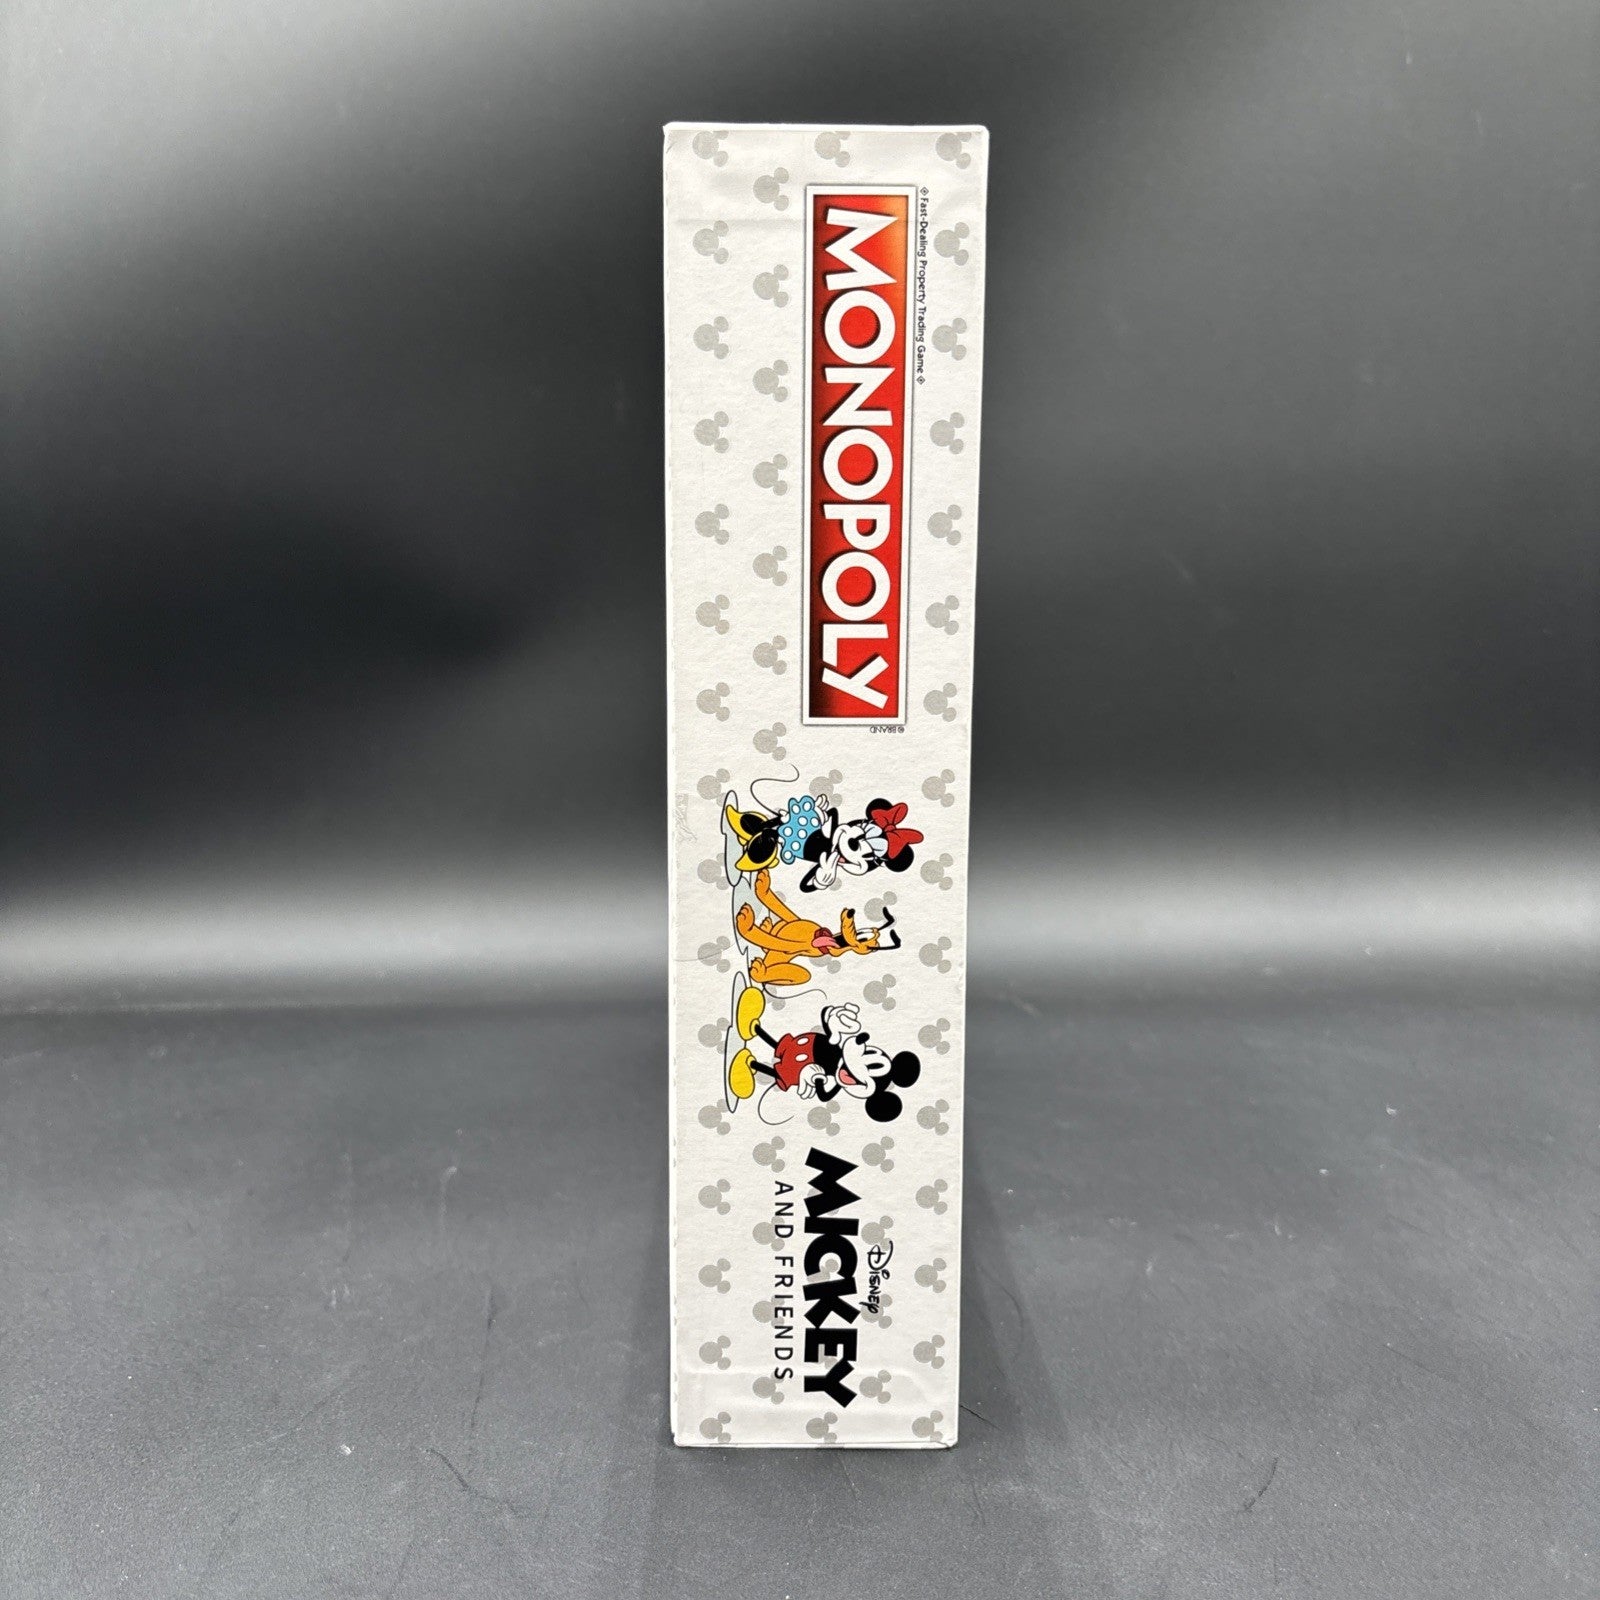 ◈ Fast-Dealing Property Trading Game ◈
MONOPOLY
® BRAND
Disney
MICKEY
AND FRIENDS